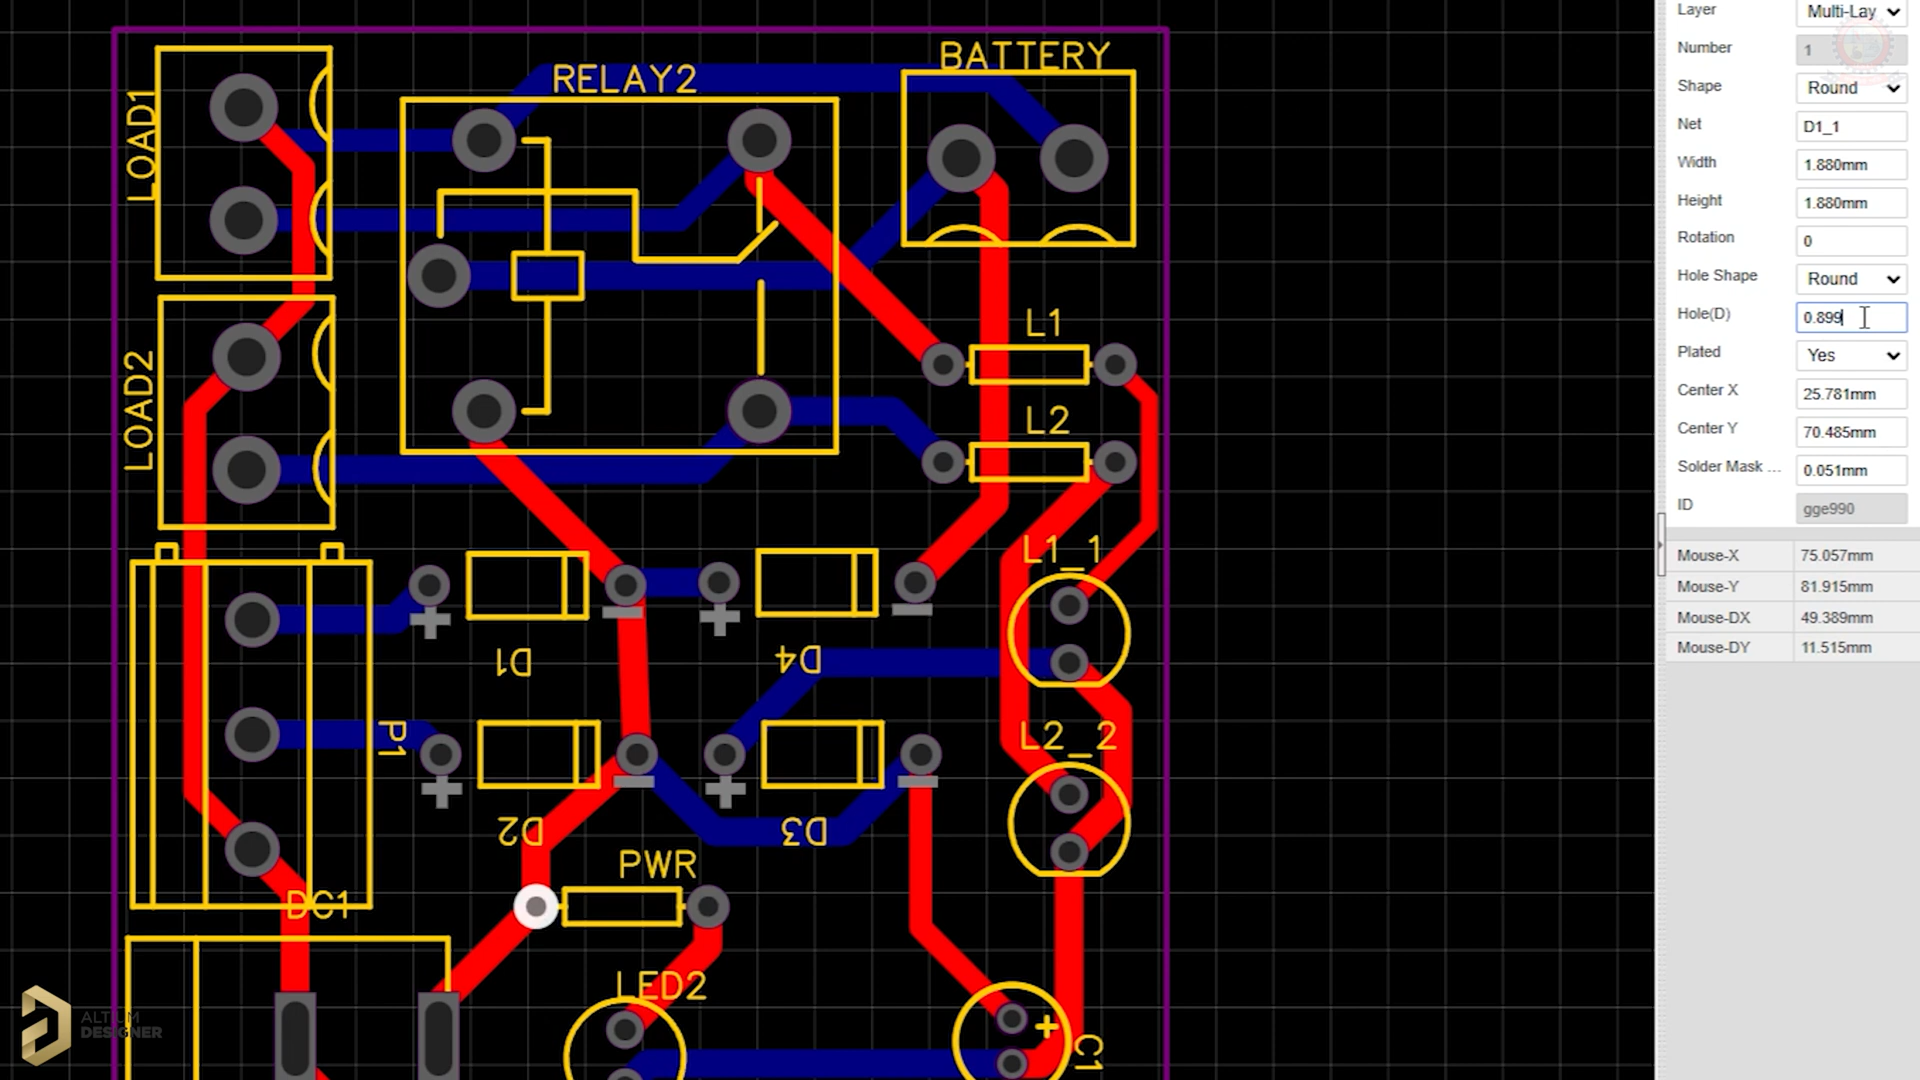 BATTERY
RELAY2
LOAD1
LOAD2
L1
L2
L1_1
L2_2
D1
D4
P1
D2
D3
PWR
DC1
LED2
+
C1
ALTIUM
DESIGNER
Layer Multi-Lay
Number 1
Shape Round
Net D1_1
Width 1.880mm
Height 1.880mm
Rotation 0
Hole Shape Round
Hole(D) 0.899
Plated Yes
Center X 25.781mm
Center Y 70.485mm
Solder Mask ... 0.051mm
ID gge990
Mouse-X 75.057mm
Mouse-Y 81.915mm
Mouse-DX 49.389mm
Mouse-DY 11.515mm